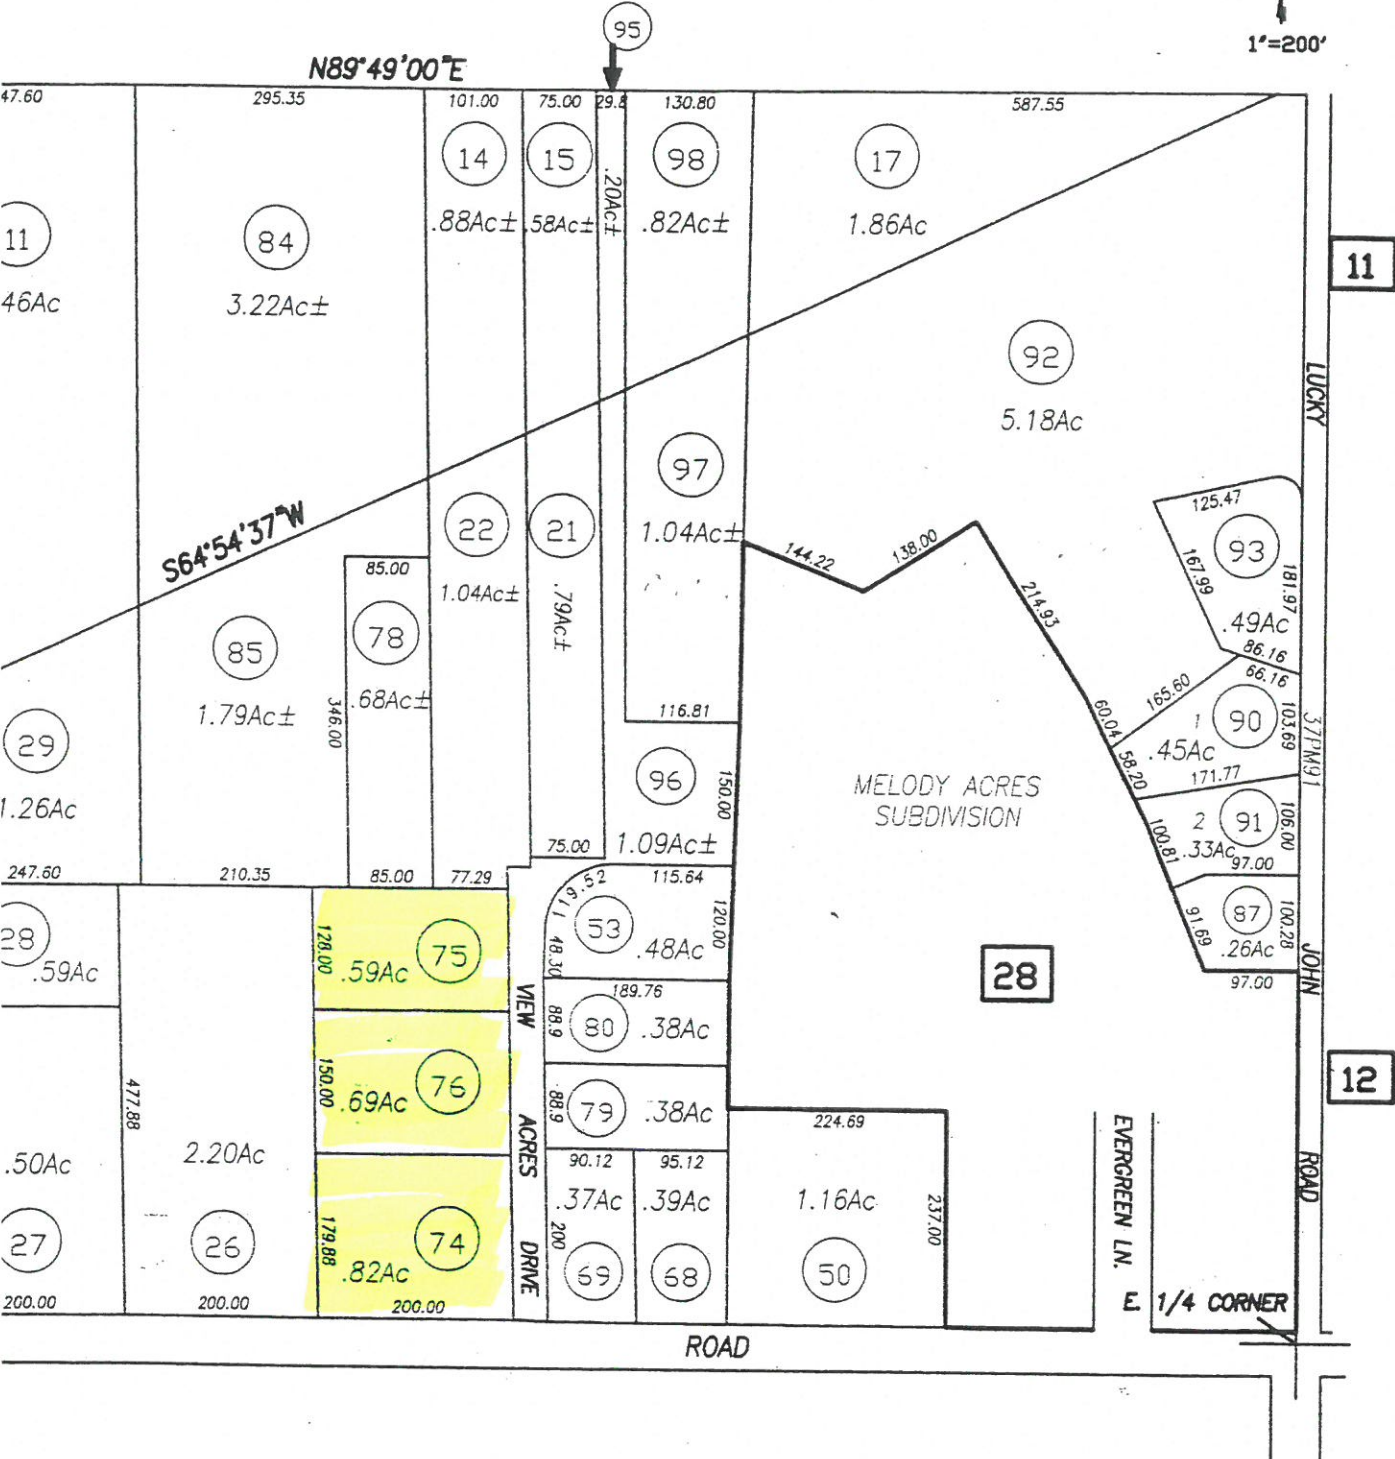 95
1"=200'
N89°49'00"E
47.60
295.35
101.00
75.00
29.8
130.80
587.55
14
15
98
17
.20Ac±
.88Ac±
.58Ac±
.82Ac±
1.86Ac
11
84
11
46Ac
3.22Ac±
92
5.18Ac
LUCKY
97
1.04Ac±
S64°54'37"W
22
21
125.47
93
167.99
181.97
.49Ac
86.16
144.22
138.00
214.93
85.00
1.04Ac±
.79Ac±
78
85
.68Ac±
1.79Ac±
346.00
66.16
165.60
60.04
1
90
103.69
.45Ac
37PM91
116.81
29
1.26Ac
96
150.00
58.20
171.77
MELODY ACRES
SUBDIVISION
2
91
106.00
.33Ac
100.81
97.00
75.00
1.09Ac±
247.60
210.35
85.00
77.29
115.64
119.52
28
.59Ac
128.00
75
.59Ac
53
120.00
.48Ac
48.30
87
91.69
100.28
.26Ac
97.00
28
JOHN
VIEW
189.76
88.9
80
.38Ac
150.00
76
.69Ac
477.88
12
88.9
79
.38Ac
224.69
ACRES
EVERGREEN LN.
.50Ac
2.20Ac
90.12
95.12
ROAD
.37Ac
.39Ac
1.16Ac
237.00
27
26
179.88
74
.82Ac
DRIVE
200
69
68
50
200.00
200.00
200.00
E. 1/4 CORNER
ROAD